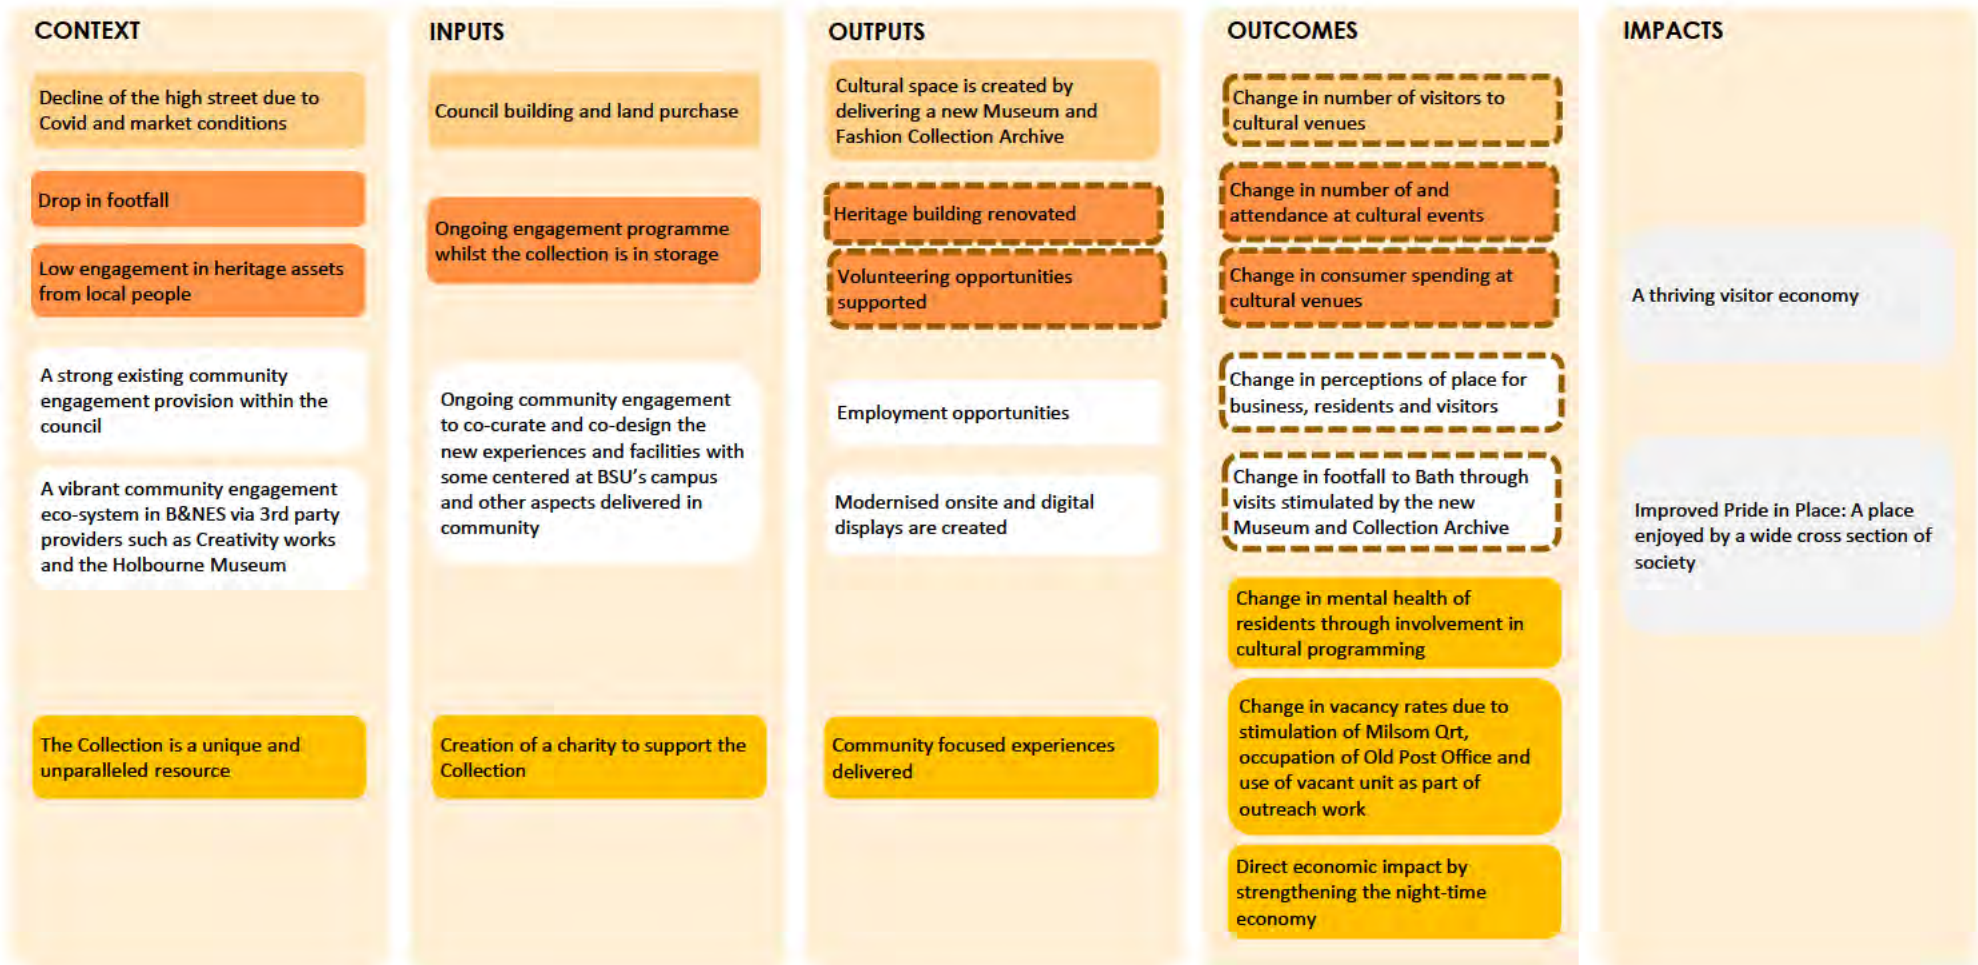 CONTEXT
Decline of the high street due to
Covid and market conditions
Drop in footfall
Low engagement in heritage assets
from local people
A strong existing community
engagement provision within the
council
A vibrant community engagement
eco-system in B&NES via 3rd party
providers such as Creativity works
and the Holbourne Museum
The Collection is a unique and
unparalleled resource
INPUTS
Council building and land purchase
Ongoing engagement programme
whilst the collection is in storage
Ongoing community engagement
to co-curate and co-design the
new experiences and facilities with
some centered at BSU's campus
and other aspects delivered in
community
Creation of a charity to support the
Collection
OUTPUTS
Cultural space is created by
delivering a new Museum and
Fashion Collection Archive
Heritage building renovated
Volunteering opportunities
supported
Employment opportunities
Modernised onsite and digital
displays are created
Community focused experiences
delivered
OUTCOMES
Change in number of visitors to
cultural venues
Change in number of and
attendance at cultural events
Change in consumer spending at
cultural venues
Change in perceptions of place for
business, residents and visitors
Change in footfall to Bath through
visits stimulated by the new
Museum and Collection Archive
Change in mental health of
residents through involvement in
cultural programming
Change in vacancy rates due to
stimulation of Milsom Qrt,
occupation of Old Post Office and
use of vacant unit as part of
outreach work
Direct economic impact by
strengthening the night-time
economy
IMPACTS
A thriving visitor economy
Improved Pride in Place: A place
enjoyed by a wide cross section of
society